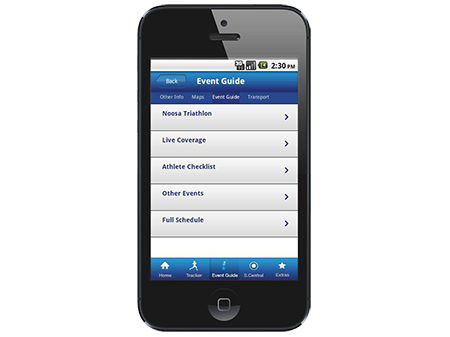 2:30 PM
Back
Event Guide
Other Info Maps Event Guide Transport
Noosa Triathlon
Live Coverage
Athlete Checklist
Other Events
Full Schedule
Home Tracker Event Guide S.Central Extras